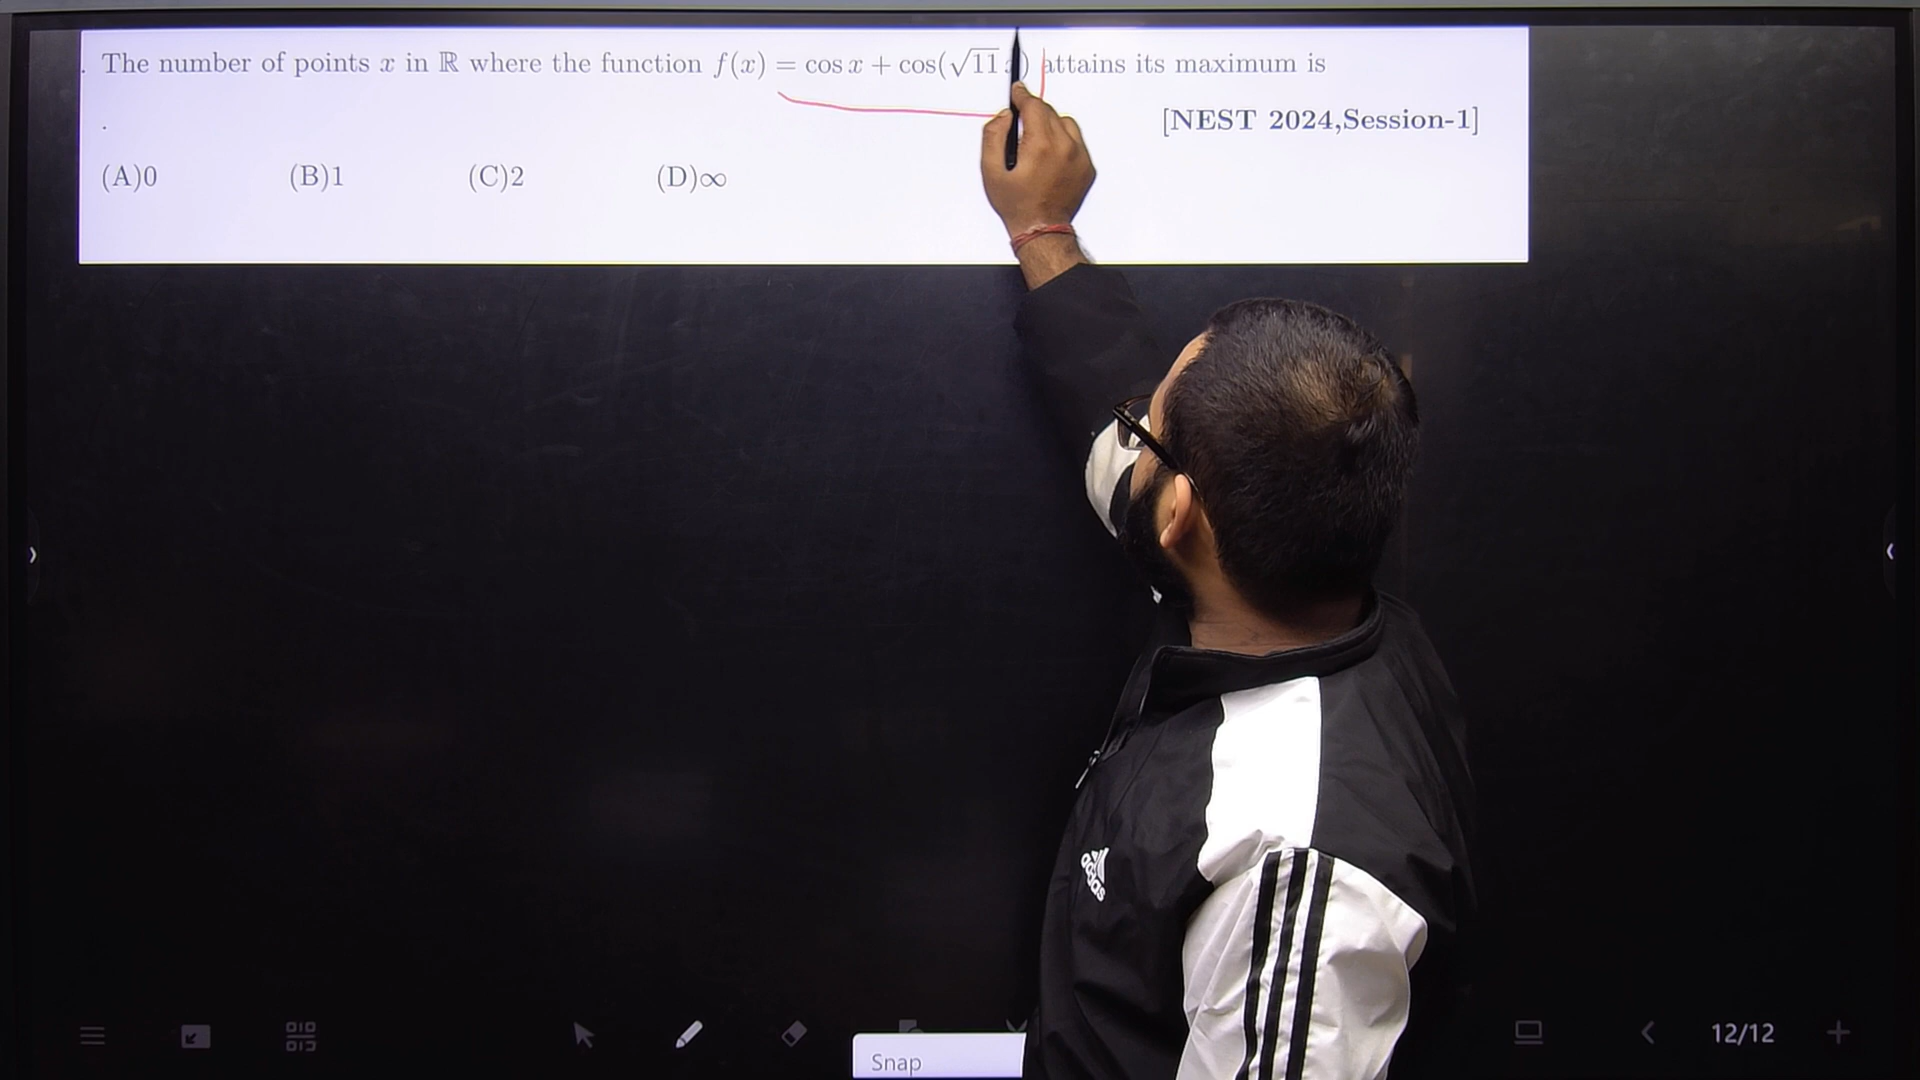 . The number of points x in ℝ where the function f(x) = cos x + cos(√11 ) attains its maximum is
.
[NEST 2024,Session-1]
(A)0 (B)1 (C)2 (D)∞
adidas
Snap
12/12